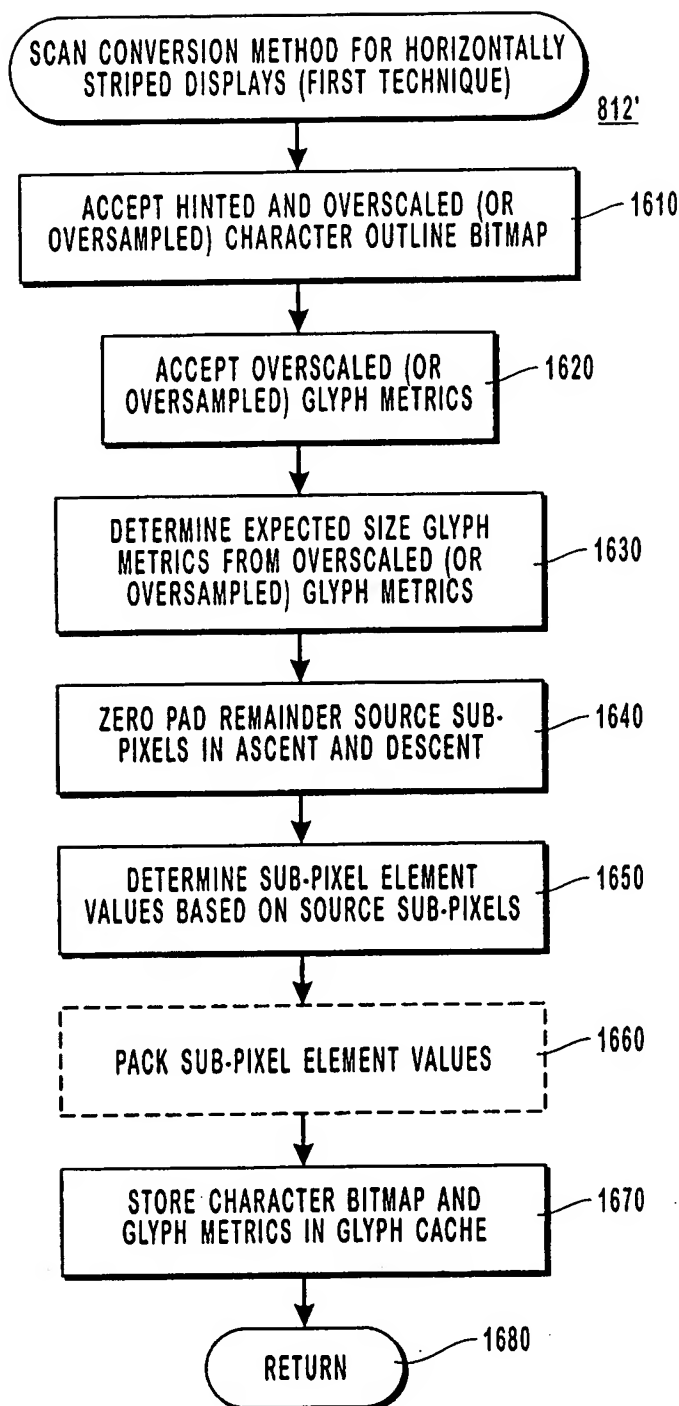 SCAN CONVERSION METHOD FOR HORIZONTALLY
STRIPED DISPLAYS (FIRST TECHNIQUE)
812'
ACCEPT HINTED AND OVERSCALED (OR
OVERSAMPLED) CHARACTER OUTLINE BITMAP
1610
ACCEPT OVERSCALED (OR
OVERSAMPLED) GLYPH METRICS
1620
DETERMINE EXPECTED SIZE GLYPH
METRICS FROM OVERSCALED (OR
OVERSAMPLED) GLYPH METRICS
1630
ZERO PAD REMAINDER SOURCE SUB-
PIXELS IN ASCENT AND DESCENT
1640
DETERMINE SUB-PIXEL ELEMENT
VALUES BASED ON SOURCE SUB-PIXELS
1650
PACK SUB-PIXEL ELEMENT VALUES
1660
STORE CHARACTER BITMAP AND
GLYPH METRICS IN GLYPH CACHE
1670
RETURN
1680